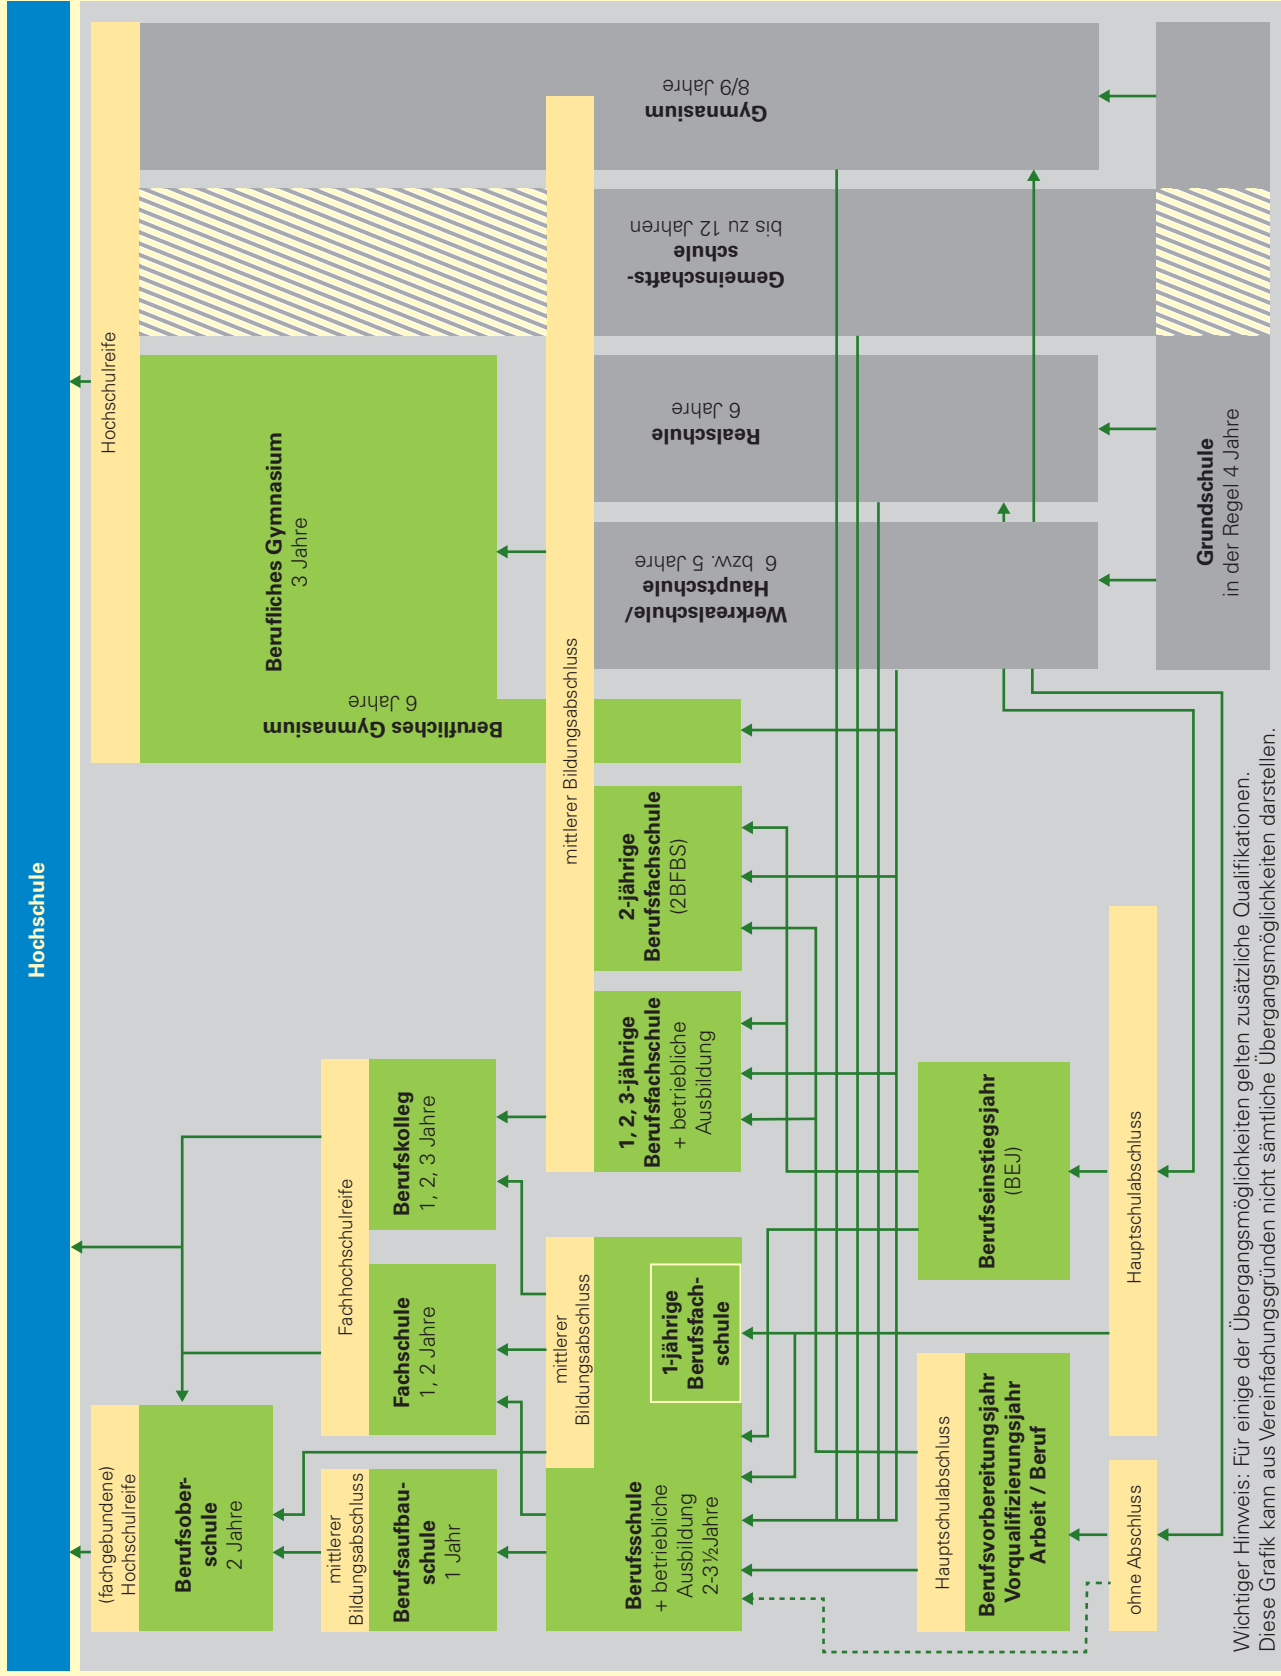 Hochschule
(fachgebundene)
Hochschulreife
Hochschulreife
Berufsober-
schule
2 Jahre
Fachhochschulreife
mittlerer
Bildungsabschluss
Berufsaufbau-
schule
1 Jahr
Fachschule
1, 2 Jahre
Berufskolleg
1, 2, 3 Jahre
Berufliches Gymnasium
6 Jahre
Berufliches Gymnasium
3 Jahre
mittlerer
Bildungsabschluss
mittlerer Bildungsabschluss
Berufsschule
+ betriebliche
Ausbildung
2-3½Jahre
1-jährige
Berufsfach-
schule
1, 2, 3-jährige
Berufsfachschule
+ betriebliche
Ausbildung
2-jährige
Berufsfachschule
(2BFBS)
Werkrealschule/
Hauptschule
6 bzw. 5 Jahre
Realschule
6 Jahre
Gemeinschafts-
schule
bis zu 12 Jahren
Gymnasium
8/9 Jahre
Hauptschulabschluss
Berufsvorbereitungsjahr
Vorqualifizierungsjahr
Arbeit / Beruf
Berufseinstiegsjahr
(BEJ)
ohne Abschluss
Hauptschulabschluss
Grundschule
in der Regel 4 Jahre
Wichtiger Hinweis: Für einige der Übergangsmöglichkeiten gelten zusätzliche Qualifikationen.
Diese Grafik kann aus Vereinfachungsgründen nicht sämtliche Übergangsmöglichkeiten darstellen.